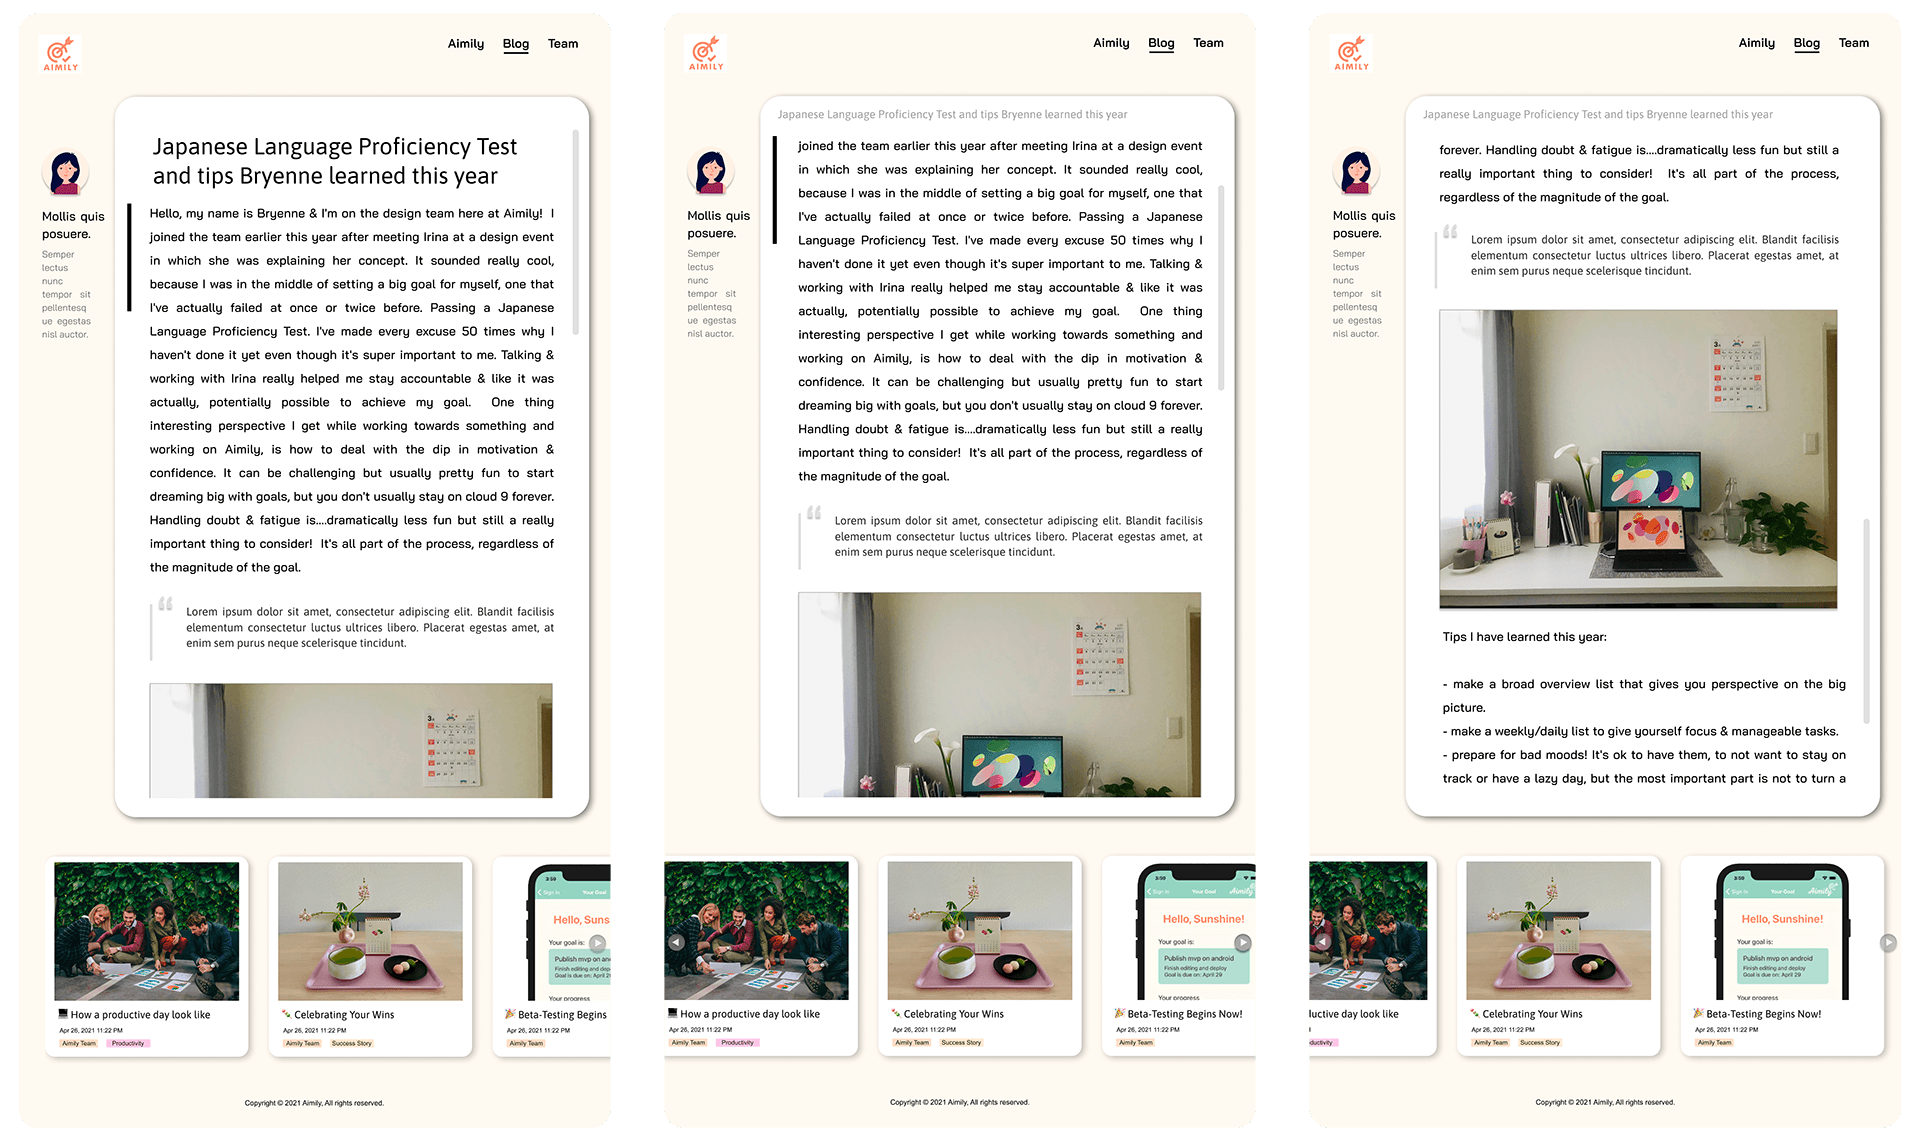 AIMILY
Aimily Blog Team
Japanese Language Proficiency Test
and tips Bryenne learned this year
Mollis quis
posuere.
Semper
lectus
nunc
tempor sit
pellentesq
ue egestas
nisl auctor.
Hello, my name is Bryenne & I'm on the design team here at Aimily! I
joined the team earlier this year after meeting Irina at a design event
in which she was explaining her concept. It sounded really cool,
because I was in the middle of setting a big goal for myself, one that
I've actually failed at once or twice before. Passing a Japanese
Language Proficiency Test. I've made every excuse 50 times why I
haven't done it yet even though it's super important to me. Talking &
working with Irina really helped me stay accountable & like it was
actually, potentially possible to achieve my goal. One thing
interesting perspective I get while working towards something and
working on Aimily, is how to deal with the dip in motivation &
confidence. It can be challenging but usually pretty fun to start
dreaming big with goals, but you don't usually stay on cloud 9 forever.
Handling doubt & fatigue is....dramatically less fun but still a really
important thing to consider! It's all part of the process, regardless of
the magnitude of the goal.
“
Lorem ipsum dolor sit amet, consectetur adipiscing elit. Blandit facilisis
elementum consectetur luctus ultrices libero. Placerat egestas amet, at
enim sem purus neque scelerisque tincidunt.
3
How a productive day look like
Apr 26, 2021 11:22 PM
Aimily Team Productivity
Celebrating Your Wins
Apr 26, 2021 11:22 PM
Aimily Team Success Story
3:59
Sign In Your Goal
Hello, Suns
Your goal is:
Publish mvp on an
Finish editing and dep
Goal is due on: April 2
Your progress
Beta-Testing Begins
Apr 26, 2021 11:22 PM
Aimily Team
Copyright © 2021 Aimily, All rights reserved.
AIMILY
Aimily Blog Team
Japanese Language Proficiency Test and tips Bryenne learned this year
Mollis quis
posuere.
Semper
lectus
nunc
tempor sit
pellentesq
ue egestas
nisl auctor.
joined the team earlier this year after meeting Irina at a design event
in which she was explaining her concept. It sounded really cool,
because I was in the middle of setting a big goal for myself, one that
I've actually failed at once or twice before. Passing a Japanese
Language Proficiency Test. I've made every excuse 50 times why I
haven't done it yet even though it's super important to me. Talking &
working with Irina really helped me stay accountable & like it was
actually, potentially possible to achieve my goal. One thing
interesting perspective I get while working towards something and
working on Aimily, is how to deal with the dip in motivation &
confidence. It can be challenging but usually pretty fun to start
dreaming big with goals, but you don't usually stay on cloud 9 forever.
Handling doubt & fatigue is....dramatically less fun but still a really
important thing to consider! It's all part of the process, regardless of
the magnitude of the goal.
“
Lorem ipsum dolor sit amet, consectetur adipiscing elit. Blandit facilisis
elementum consectetur luctus ultrices libero. Placerat egestas amet, at
enim sem purus neque scelerisque tincidunt.
3
How a productive day look like
Apr 26, 2021 11:22 PM
Aimily Team Productivity
Celebrating Your Wins
Apr 26, 2021 11:22 PM
Aimily Team Success Story
3:59
Sign In Your Goal Aimily
Hello, Sunshine!
Your goal is:
Publish mvp on android
Finish editing and deploy
Goal is due on: April 29
Your progress
Beta-Testing Begins Now!
Apr 26, 2021 11:22 PM
Aimily Team
Copyright © 2021 Aimily, All rights reserved.
AIMILY
Aimily Blog Team
Japanese Language Proficiency Test and tips Bryenne learned this year
Mollis quis
posuere.
Semper
lectus
nunc
tempor sit
pellentesq
ue egestas
nisl auctor.
forever. Handling doubt & fatigue is....dramatically less fun but still a
really important thing to consider! It's all part of the process,
regardless of the magnitude of the goal.
“
Lorem ipsum dolor sit amet, consectetur adipiscing elit. Blandit facilisis
elementum consectetur luctus ultrices libero. Placerat egestas amet, at
enim sem purus neque scelerisque tincidunt.
3
Tips I have learned this year:
- make a broad overview list that gives you perspective on the big
picture.
- make a weekly/daily list to give yourself focus & manageable tasks.
- prepare for bad moods! It's ok to have them, to not want to stay on
track or have a lazy day, but the most important part is not to turn a
ductive day look like
11:22 PM
ductivity
Celebrating Your Wins
Apr 26, 2021 11:22 PM
Aimily Team Success Story
3:59
Sign In Your Goal Aimily
Hello, Sunshine!
Your goal is:
Publish mvp on android
Finish editing and deploy
Goal is due on: April 29
Your progress
Beta-Testing Begins Now!
Apr 26, 2021 11:22 PM
Aimily Team
Copyright © 2021 Aimily, All rights reserved.